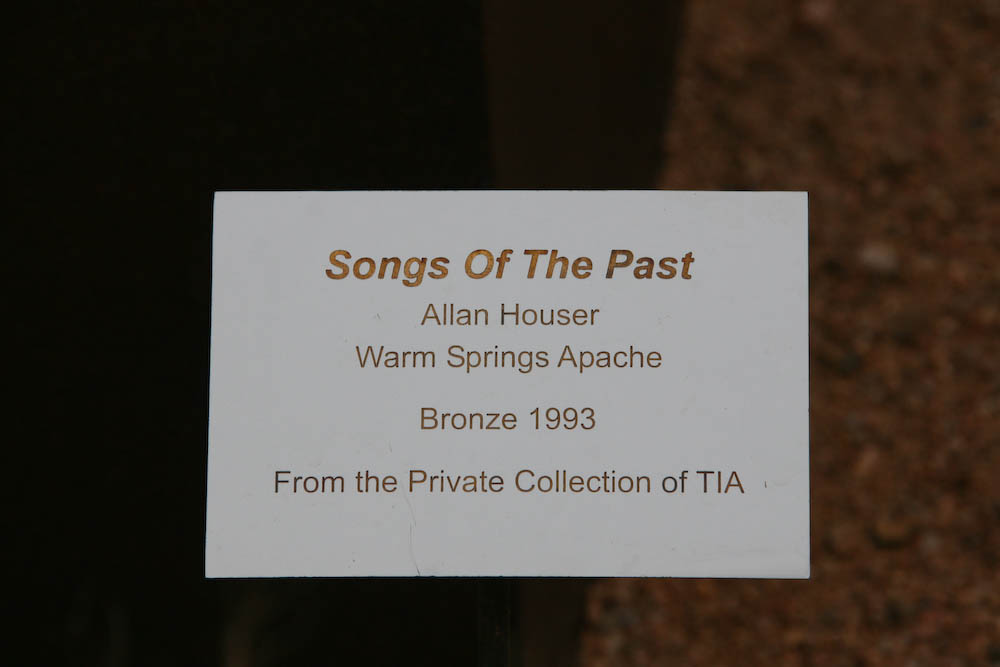 Songs Of The Past
Allan Houser
Warm Springs Apache
Bronze 1993
From the Private Collection of TIA